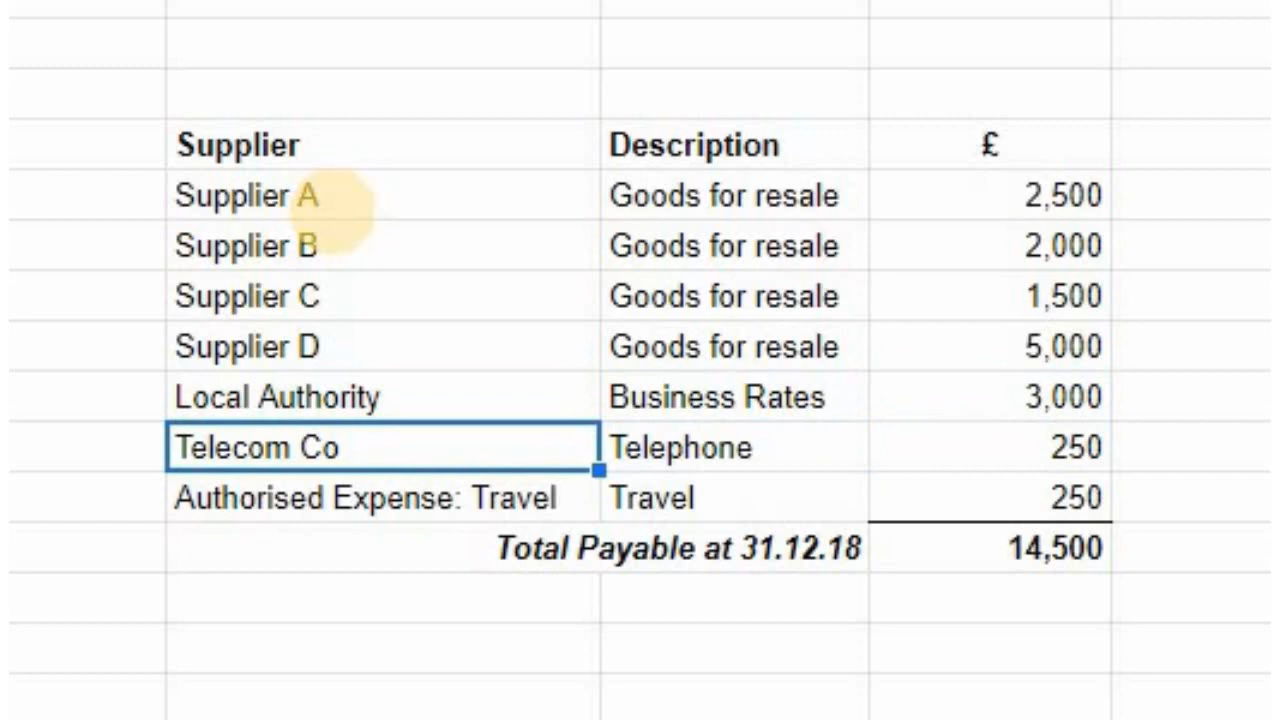 Supplier Description £
Supplier A Goods for resale 2,500
Supplier B Goods for resale 2,000
Supplier C Goods for resale 1,500
Supplier D Goods for resale 5,000
Local Authority Business Rates 3,000
Telecom Co Telephone 250
Authorised Expense: Travel Travel 250
Total Payable at 31.12.18 14,500